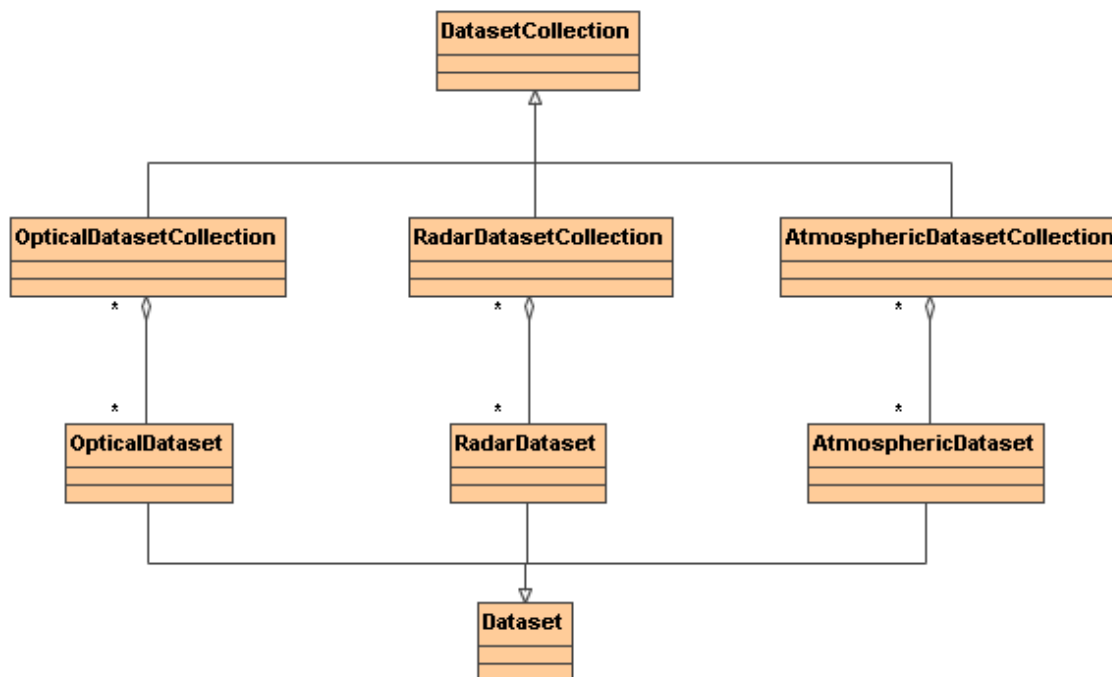 DatasetCollection
OpticalDatasetCollection
RadarDatasetCollection
AtmosphericDatasetCollection
*
*
*
*
*
*
OpticalDataset
RadarDataset
AtmosphericDataset
Dataset